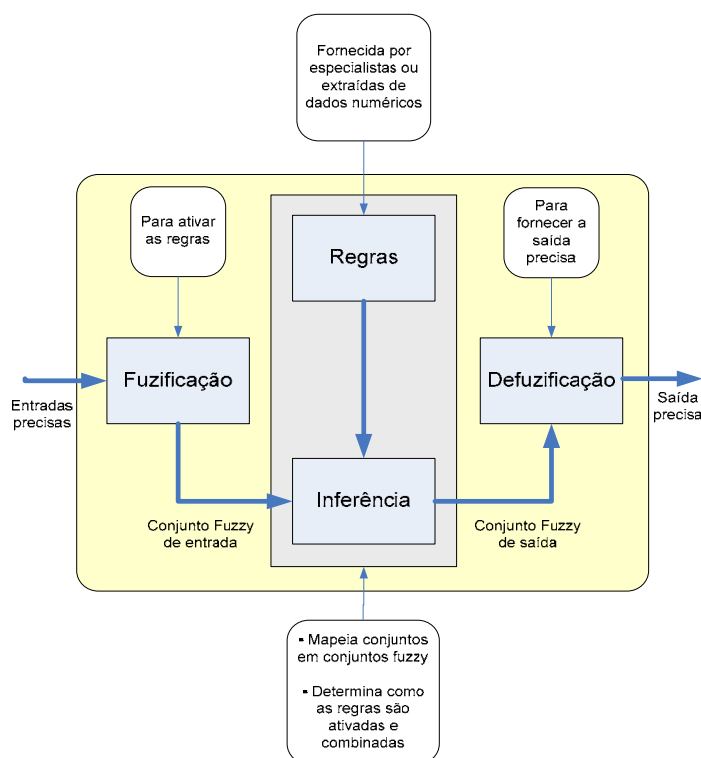 Fornecida por
especialistas ou
extraídas de
dados numéricos
Para ativar
as regras
Regras
Para
fornecer a
saída
precisa
Fuzificação
Defuzificação
Entradas
precisas
Saída
precisa
Inferência
Conjunto Fuzzy
de entrada
Conjunto Fuzzy
de saída
▪ Mapeia conjuntos
em conjuntos fuzzy
▪ Determina como
as regras são
ativadas e
combinadas